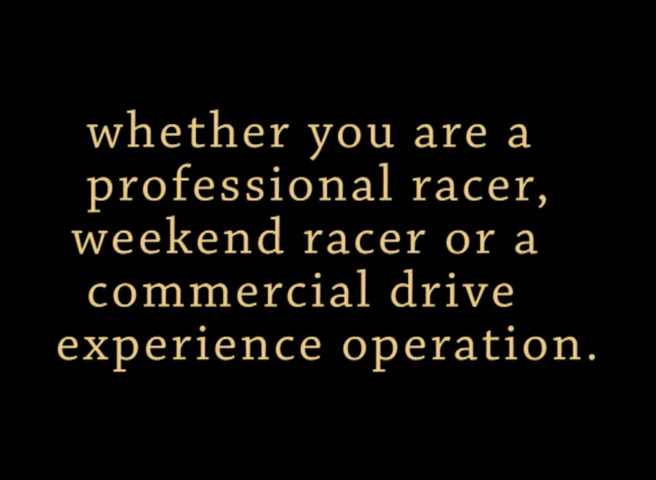 whether you are a
professional racer,
weekend racer or a
commercial drive
experience operation.